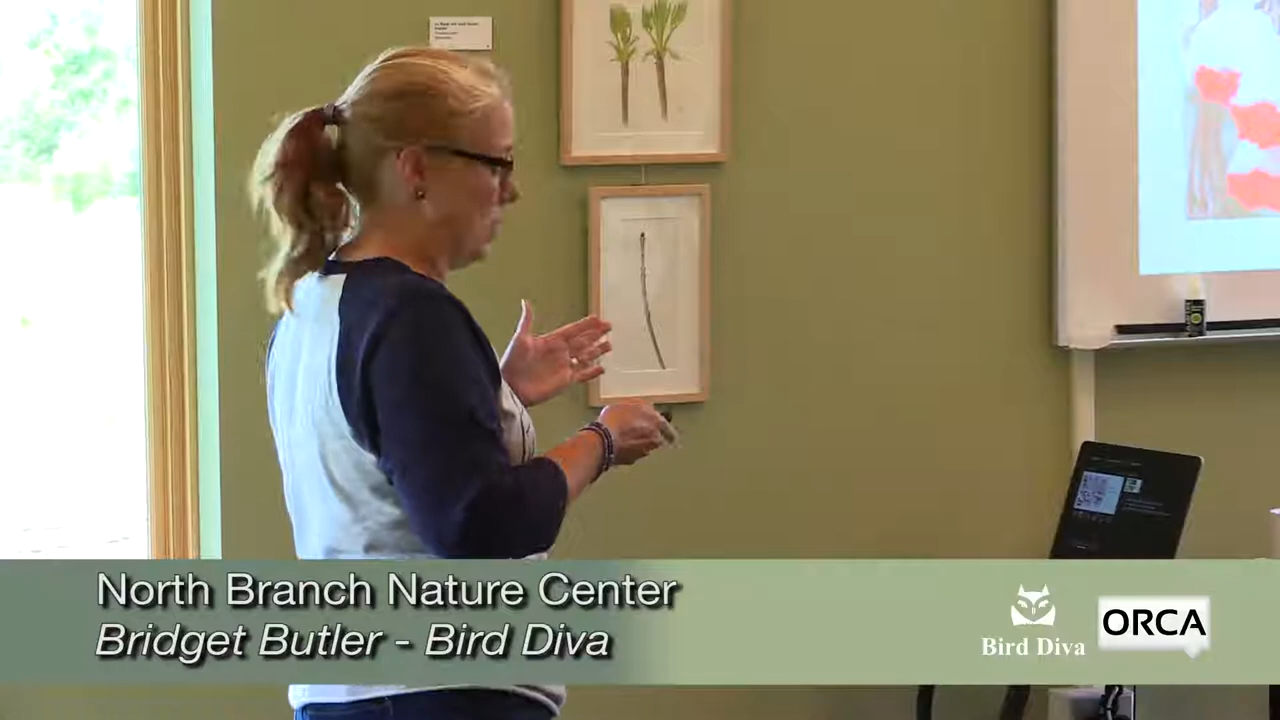 North Branch Nature Center
Bridget Butler - Bird Diva
Bird Diva
ORCA